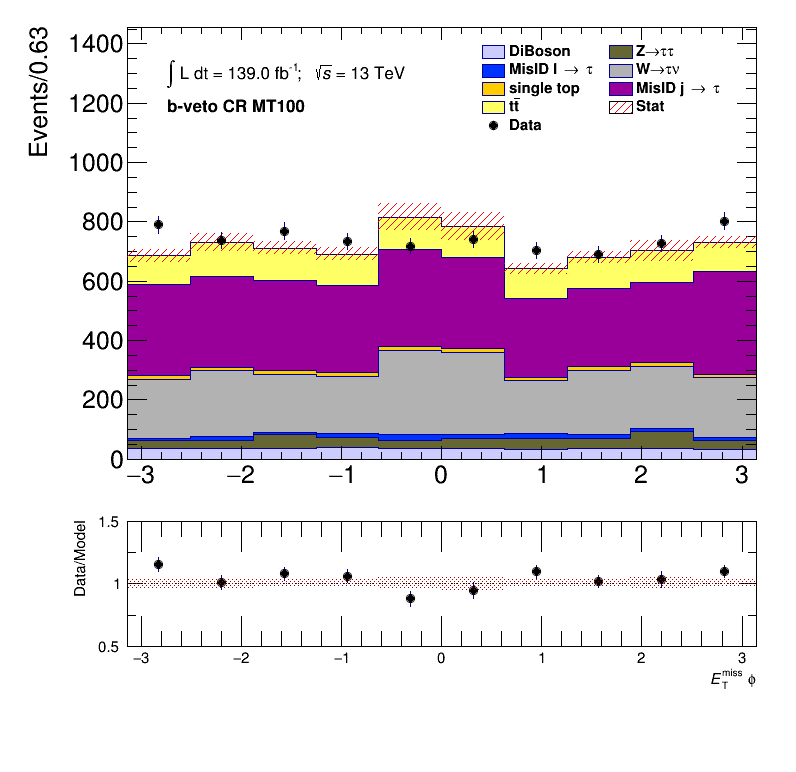 Events/0.63
1400
1200
1000
800
600
400
200
0
∫ L dt = 139.0 fb⁻¹; √s = 13 TeV
b-veto CR MT100
DiBoson
MisID l → τ
single top
tt̄
Data
Z→ττ
W→τν
MisID j → τ
Stat
−3 −2 −1 0 1 2 3
Data/Model
1.5
1
0.5
−3 −2 −1 0 1 2 3
E_T^miss ϕ